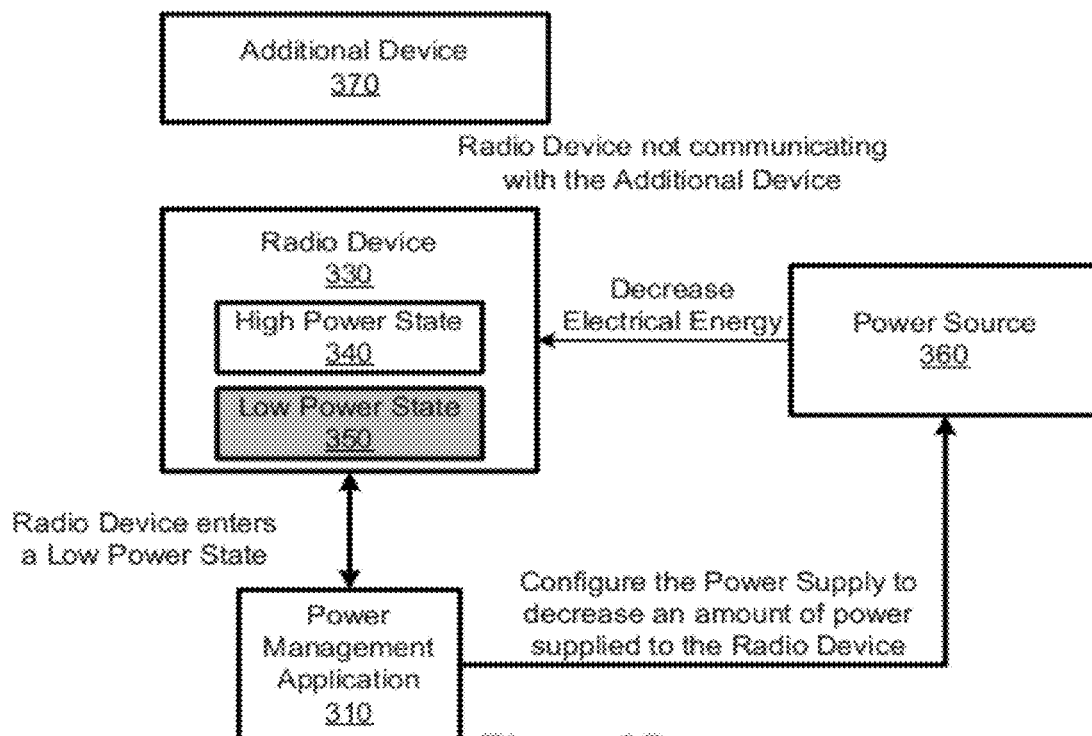 Additional Device
370
Radio Device not communicating
with the Additional Device
Radio Device
330
High Power State
340
Low Power State
350
Decrease
Electrical Energy
Power Source
360
Radio Device enters
a Low Power State
Configure the Power Supply to
decrease an amount of power
supplied to the Radio Device
Power
Management
Application
310